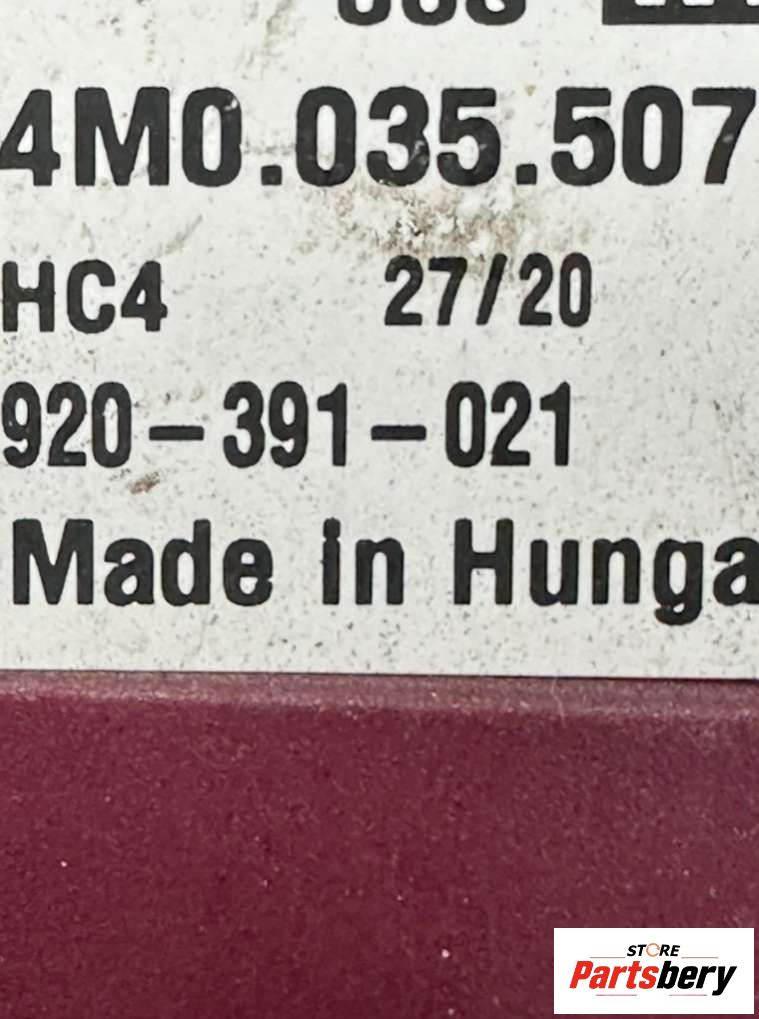 4M0.035.507
HC4 27/20
920-391-021
Made in Hunga
STORE
Partsbery